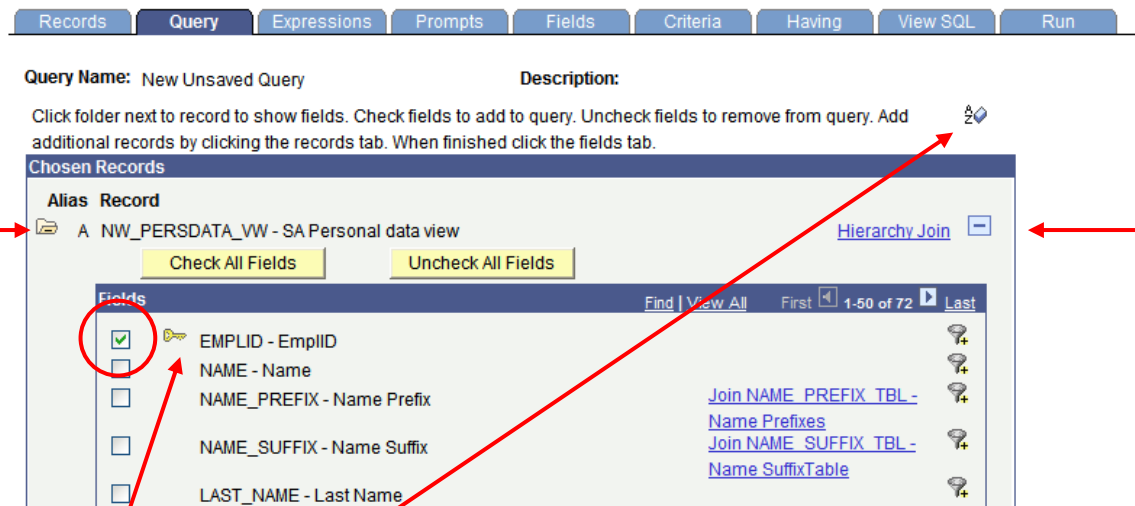 Records Query Expressions Prompts Fields Criteria Having View SQL Run
Query Name: New Unsaved Query Description:
Click folder next to record to show fields. Check fields to add to query. Uncheck fields to remove from query. Add
additional records by clicking the records tab. When finished click the fields tab.
A
Z
Chosen Records
Alias Record
A NW_PERSDATA_VW - SA Personal data view Hierarchy Join
Check All Fields Uncheck All Fields
Fields Find | View All First 1-50 of 72 Last
EMPLID - EmplID
NAME - Name
NAME_PREFIX - Name Prefix Join NAME_PREFIX_TBL -
Name Prefixes
NAME_SUFFIX - Name Suffix Join NAME_SUFFIX_TBL -
Name SuffixTable
LAST_NAME - Last Name